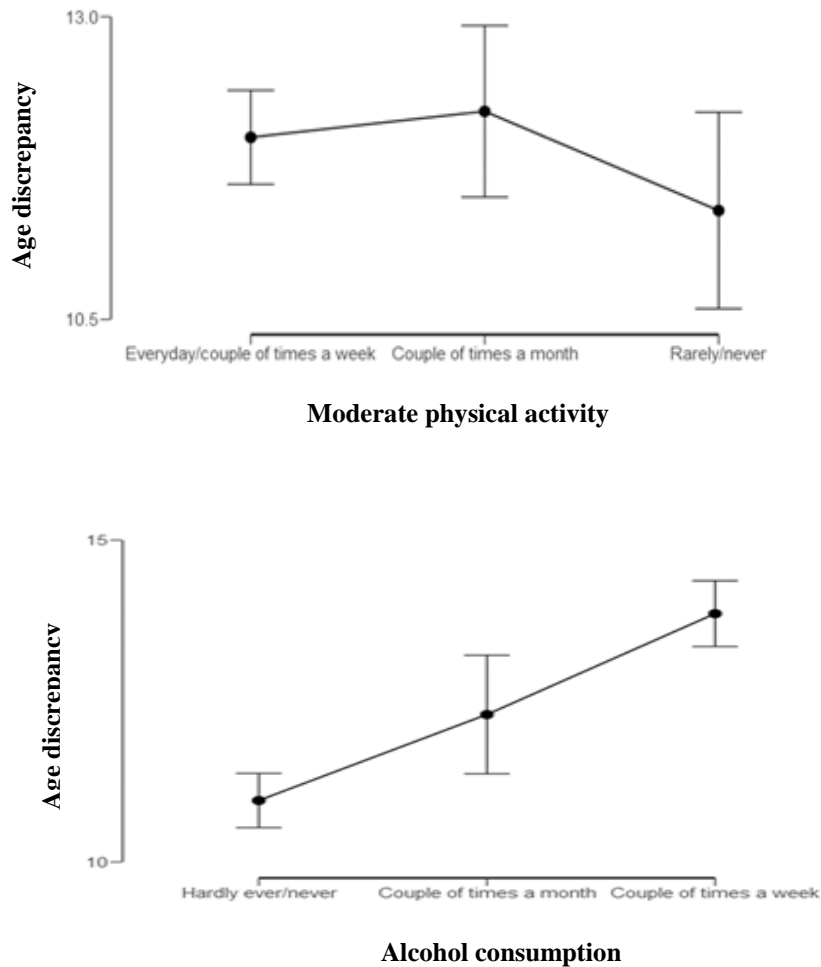 13.0
Age discrepancy
10.5
Everyday/couple of times a week Couple of times a month Rarely/never
Moderate physical activity
15
Age discrepancy
10
Hardly ever/never Couple of times a month Couple of times a week
Alcohol consumption